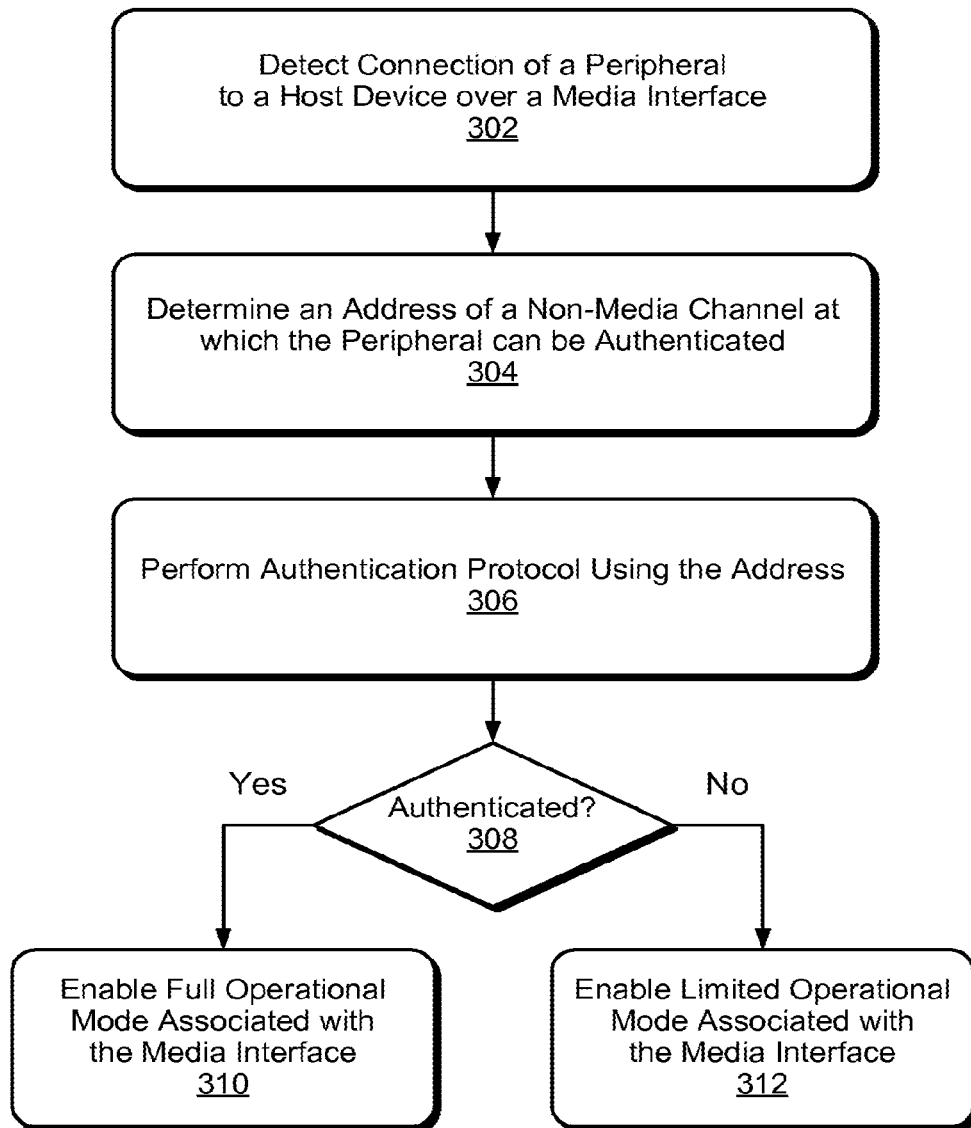 Detect Connection of a Peripheral
to a Host Device over a Media Interface
302
Determine an Address of a Non-Media Channel at
which the Peripheral can be Authenticated
304
Perform Authentication Protocol Using the Address
306
Yes
No
Authenticated?
308
Enable Full Operational
Mode Associated with
the Media Interface
310
Enable Limited Operational
Mode Associated with
the Media Interface
312